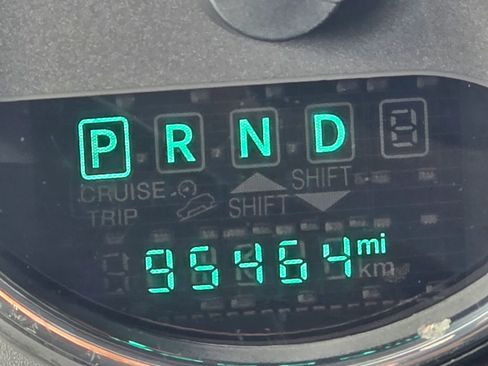 P R N D
CRUISE SHIFT
TRIP SHIFT
95464 mi
km